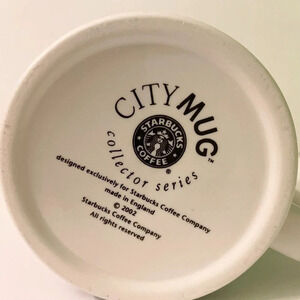 CITY MUG™
STARBUCKS
COFFEE
®
collector series
designed exclusively for Starbucks Coffee Company
made in England
© 2002
Starbucks Coffee Company
All rights reserved